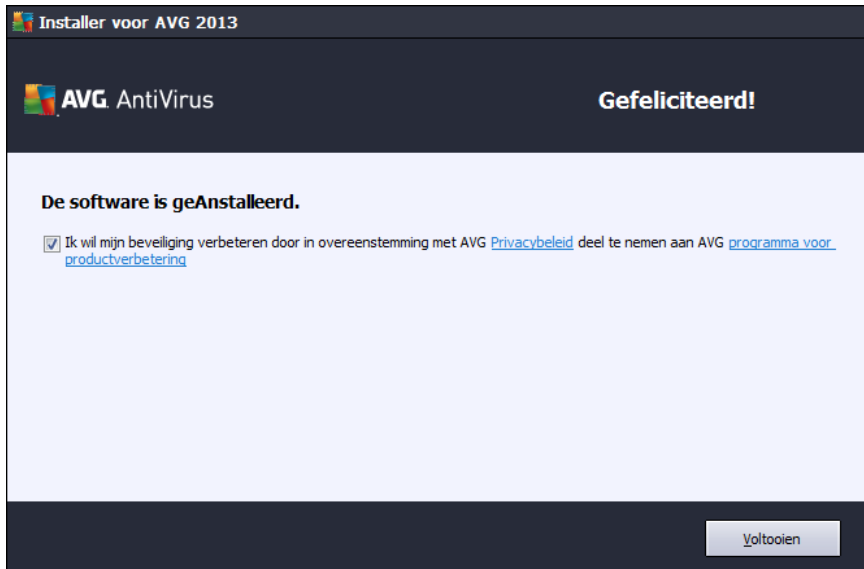 Installer voor AVG 2013
AVG. AntiVirus
Gefeliciteerd!
De software is geAnstalleerd.
Ik wil mijn beveiliging verbeteren door in overeenstemming met AVG Privacybeleid deel te nemen aan AVG programma voor
productverbetering
Voltooien